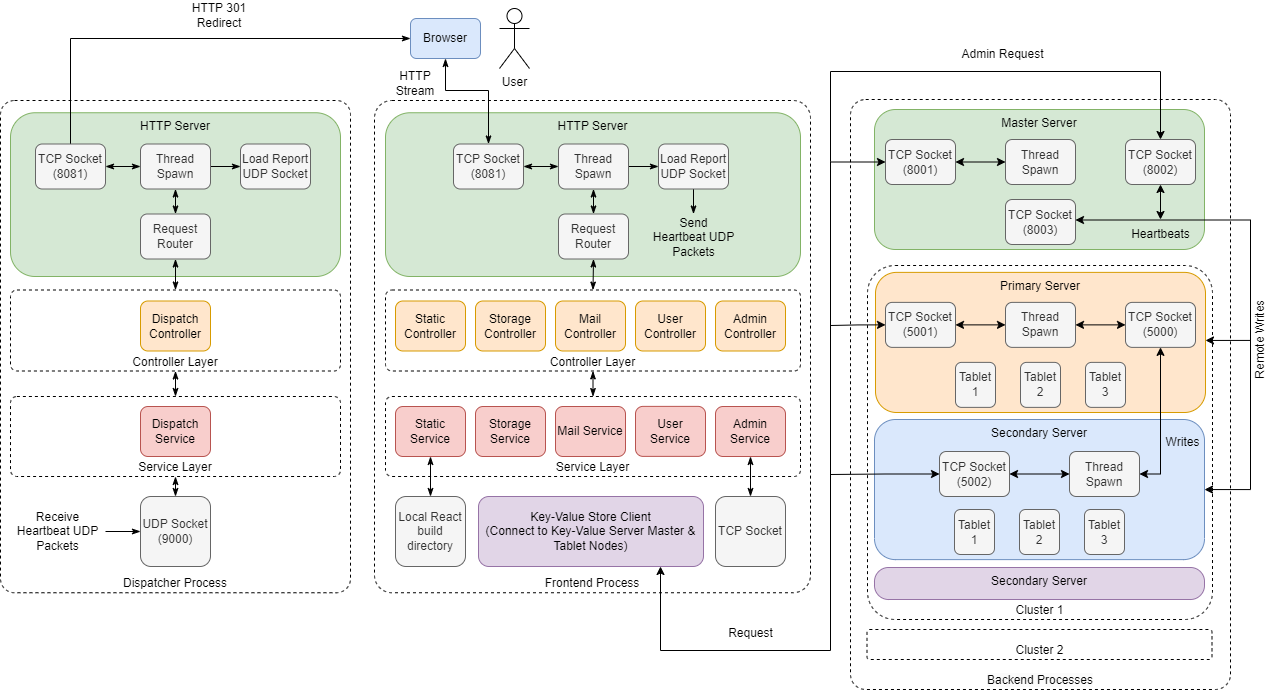 HTTP 301
Redirect
Browser
User
HTTP
Stream
HTTP Server
TCP Socket
(8081)
Thread
Spawn
Load Report
UDP Socket
Request
Router
Dispatch
Controller
Controller Layer
Dispatch
Service
Service Layer
Receive
Heartbeat UDP
Packets
UDP Socket
(9000)
Dispatcher Process
HTTP Server
TCP Socket
(8081)
Thread
Spawn
Load Report
UDP Socket
Request
Router
Send
Heartbeat UDP
Packets
Static
Controller
Storage
Controller
Mail
Controller
User
Controller
Admin
Controller
Controller Layer
Static
Service
Storage
Service
Mail Service
User
Service
Admin
Service
Service Layer
Local React
build
directory
Key-Value Store Client
(Connect to Key-Value Server Master &
Tablet Nodes)
TCP Socket
Frontend Process
Request
Admin Request
Master Server
TCP Socket
(8001)
Thread
Spawn
TCP Socket
(8002)
TCP Socket
(8003)
Heartbeats
Primary Server
TCP Socket
(5001)
Thread
Spawn
TCP Socket
(5000)
Tablet
1
Tablet
2
Tablet
3
Remote Writes
Secondary Server
Writes
TCP Socket
(5002)
Thread
Spawn
Tablet
1
Tablet
2
Tablet
3
Secondary Server
Cluster 1
Cluster 2
Backend Processes